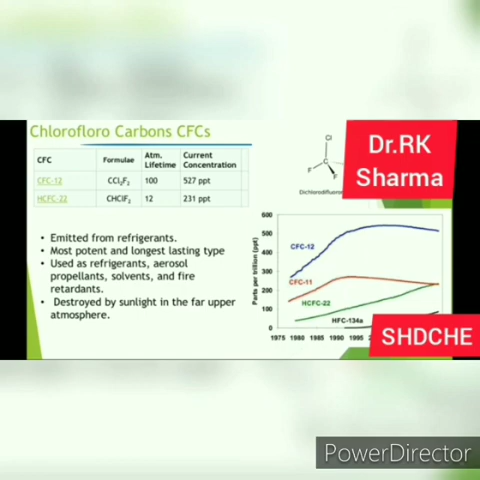 Chlorofloro Carbons CFCs
CFC Formulae Atm. Lifetime Current Concentration
CFC-12 CCl₂F₂ 100 527 ppt
HCFC-22 CHClF₂ 12 231 ppt
• Emitted from refrigerants.
• Most potent and longest lasting type
• Used as refrigerants, aerosol
propellants, solvents, and fire
retardants.
• Destroyed by sunlight in the far upper
atmosphere.
Cl
C
F
F
Dr.RK
Sharma
Parts per trillion (ppt)
600
500
400
300
200
100
0
CFC-12
CFC-11
HCFC-22
HFC-134a
1975 1980 1985 1990 1995
SHDCHE
PowerDirector